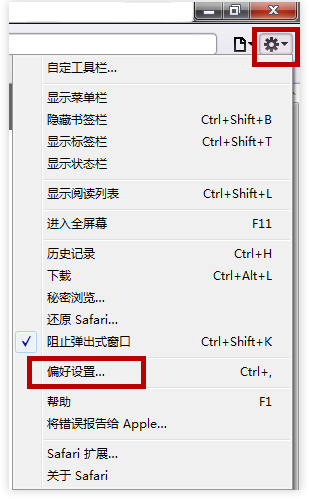 自定义工具栏...
显示菜单栏
隐藏书签栏 Ctrl+Shift+B
显示标签栏 Ctrl+Shift+T
显示状态栏
显示阅读列表 Ctrl+Shift+L
进入全屏幕 F11
历史记录 Ctrl+H
下载 Ctrl+Alt+L
秘密浏览...
还原 Safari...
阻止弹出式窗口 Ctrl+Shift+K
偏好设置... Ctrl+,
帮助 F1
将错误报告给 Apple...
Safari 扩展...
关于 Safari